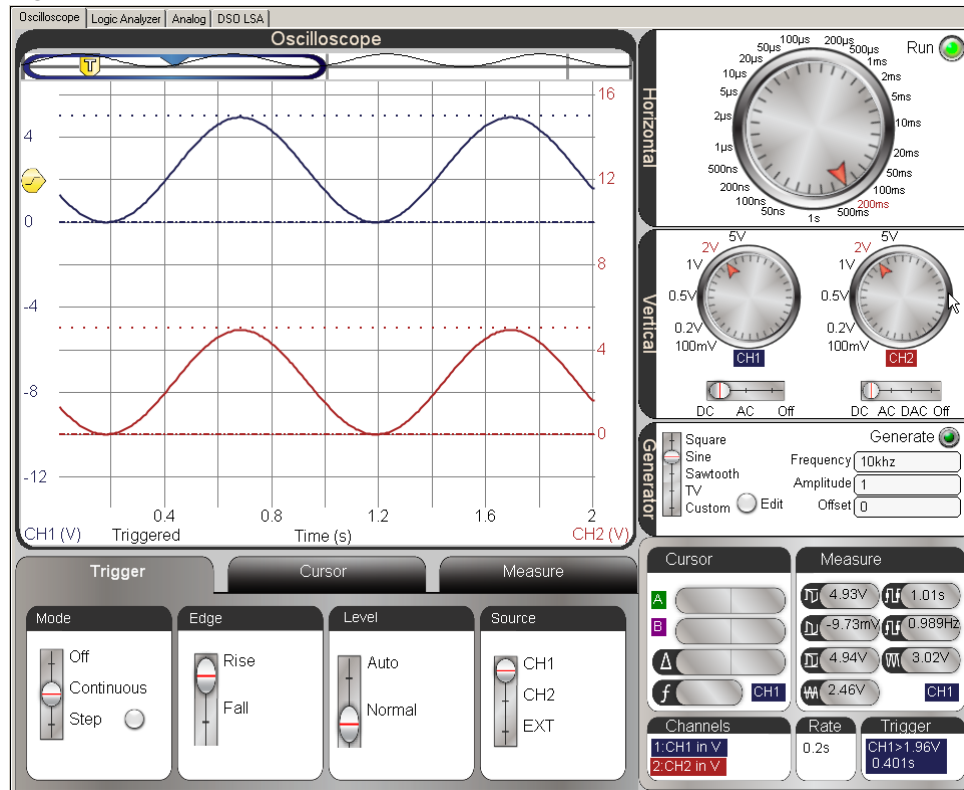 Oscilloscope Logic Analyzer Analog DSO LSA
Oscilloscope
T
4
0
-4
-8
-12
16
12
8
4
0
0.4 0.8 1.2 1.6 2
CH1 (V) Triggered Time (s) CH2 (V)
Horizontal
Run
50ns
100ns
200ns
500ns
1µs
2µs
5µs
10µs
20µs
50µs
100µs
200µs
500µs
1ms
2ms
5ms
10ms
20ms
50ms
100ms
200ms
500ms
1s
Vertical
5V
2V
1V
0.5V
0.2V
100mV
CH1
DC AC Off
5V
2V
1V
0.5V
0.2V
100mV
CH2
DC AC DAC Off
Generator
Square
Sine
Sawtooth
TV
Custom Edit
Generate
Frequency 10khz
Amplitude 1
Offset 0
Trigger Cursor Measure
Mode
Off
Continuous
Step
Edge
Rise
Fall
Level
Auto
Normal
Source
CH1
CH2
EXT
Cursor
A
B
Δ
f CH1
Measure
4.93V 1.01s
-9.73mV 0.989Hz
4.94V 3.02V
2.46V CH1
Channels
1:CH1 in V
2:CH2 in V
Rate
0.2s
Trigger
CH1>1.96V
0.401s